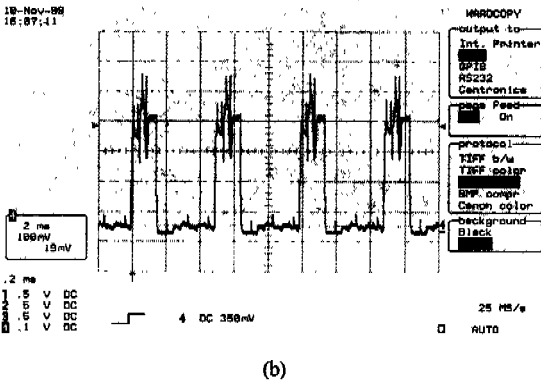 10-Nov-99
16:07:41
HARDCOPY
output to
Int. Printer
GPIB
RS232
Centronics
page Feed
On
protocol
TIFF b/w
TIFF color
BMP compr
color
background
Black
2 ms
100mV
19mV
.2 ms
1 .5 V DC
2 5 V DC
3 .5 V DC
4 .1 V DC
4 DC 350mV
25 MS/s
AUTO
(b)